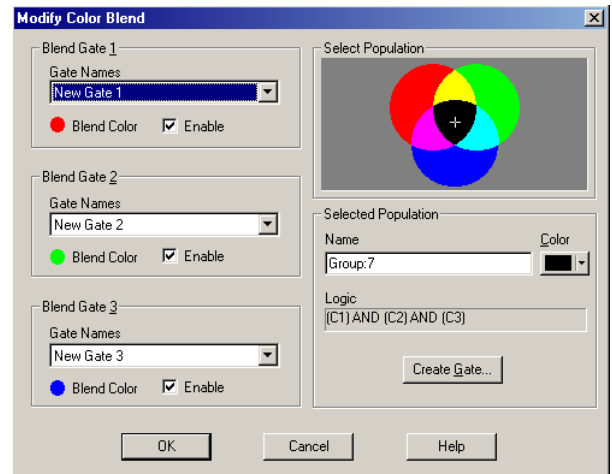 Modify Color Blend
Blend Gate 1
Gate Names
New Gate 1
Blend Color
Enable
Blend Gate 2
Gate Names
New Gate 2
Blend Color
Enable
Blend Gate 3
Gate Names
New Gate 3
Blend Color
Enable
Select Population
Selected Population
Name
Color
Group:7
Logic
(C1) AND (C2) AND (C3)
Create Gate...
OK
Cancel
Help